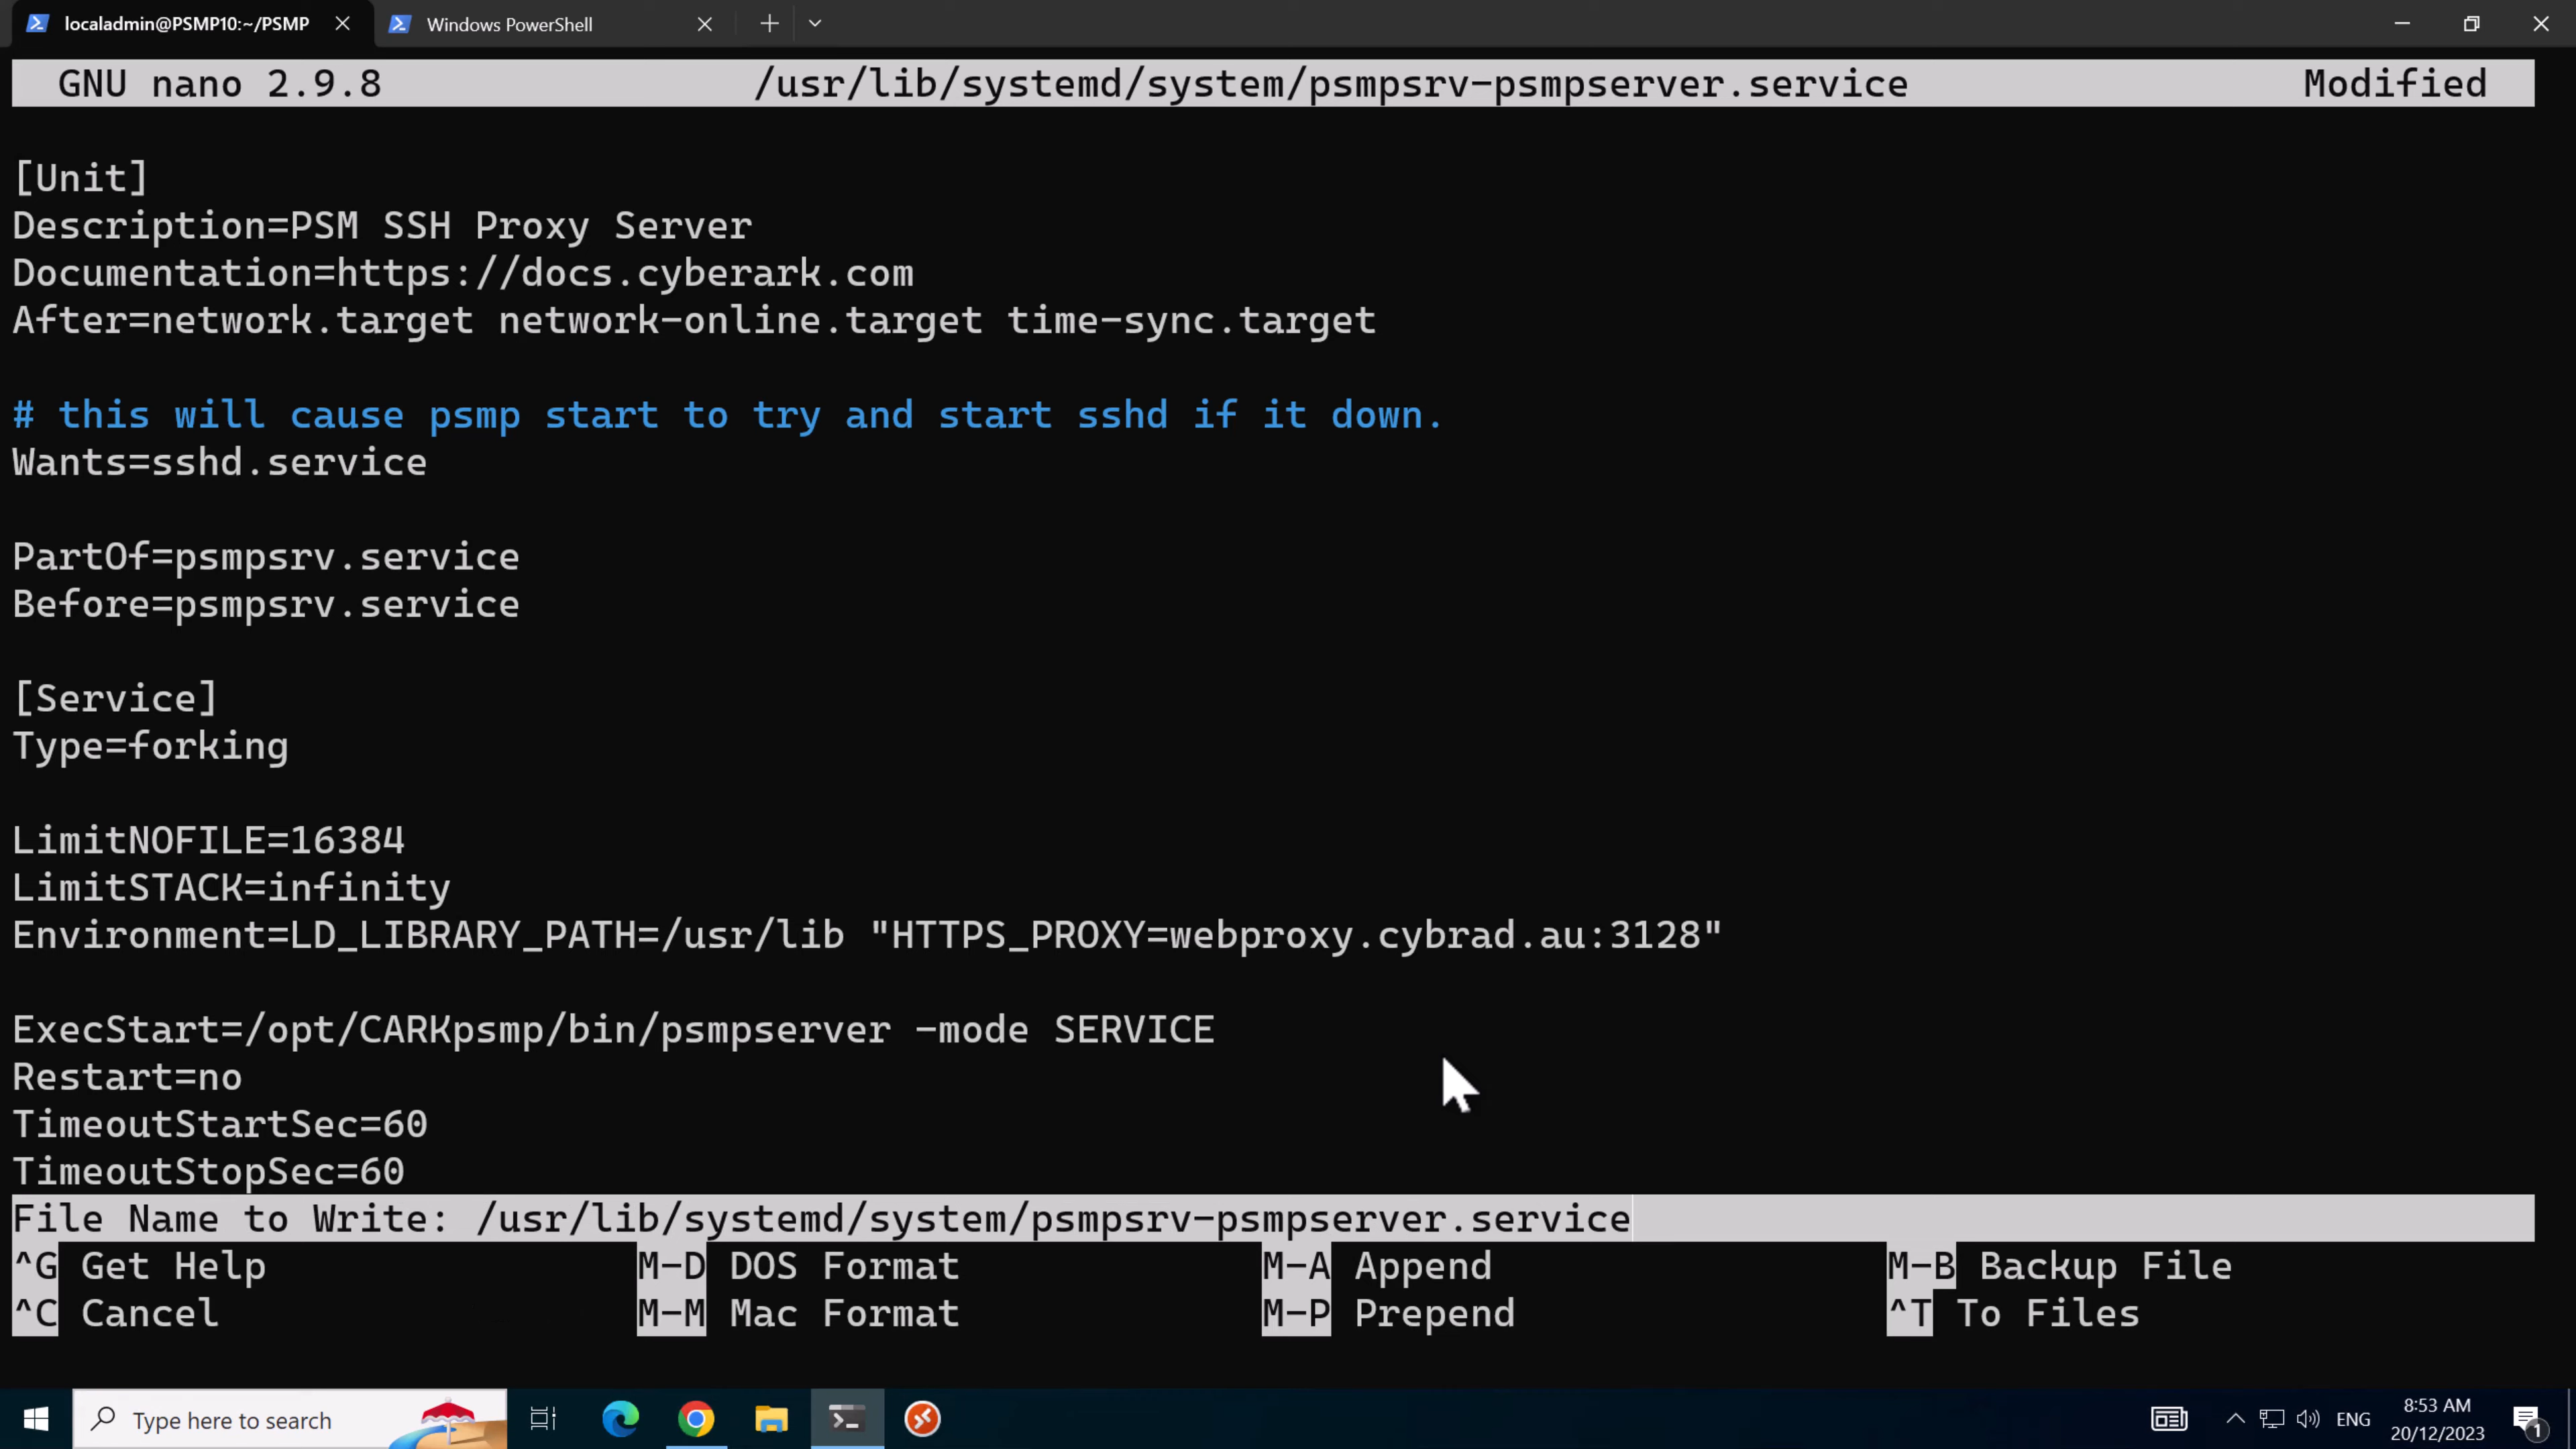 localadmin@PSMP10:~/PSMP
Windows PowerShell
GNU nano 2.9.8 /usr/lib/systemd/system/psmpsrv-psmpserver.service Modified
[Unit]
Description=PSM SSH Proxy Server
Documentation=https://docs.cyberark.com
After=network.target network-online.target time-sync.target
# this will cause psmp start to try and start sshd if it down.
Wants=sshd.service
PartOf=psmpsrv.service
Before=psmpsrv.service
[Service]
Type=forking
LimitNOFILE=16384
LimitSTACK=infinity
Environment=LD_LIBRARY_PATH=/usr/lib "HTTPS_PROXY=webproxy.cybrad.au:3128"
ExecStart=/opt/CARKpsmp/bin/psmpserver -mode SERVICE
Restart=no
TimeoutStartSec=60
TimeoutStopSec=60
File Name to Write: /usr/lib/systemd/system/psmpsrv-psmpserver.service
^G Get Help M-D DOS Format M-A Append M-B Backup File
^C Cancel M-M Mac Format M-P Prepend ^T To Files
Type here to search
ENG
8:53 AM
20/12/2023
1